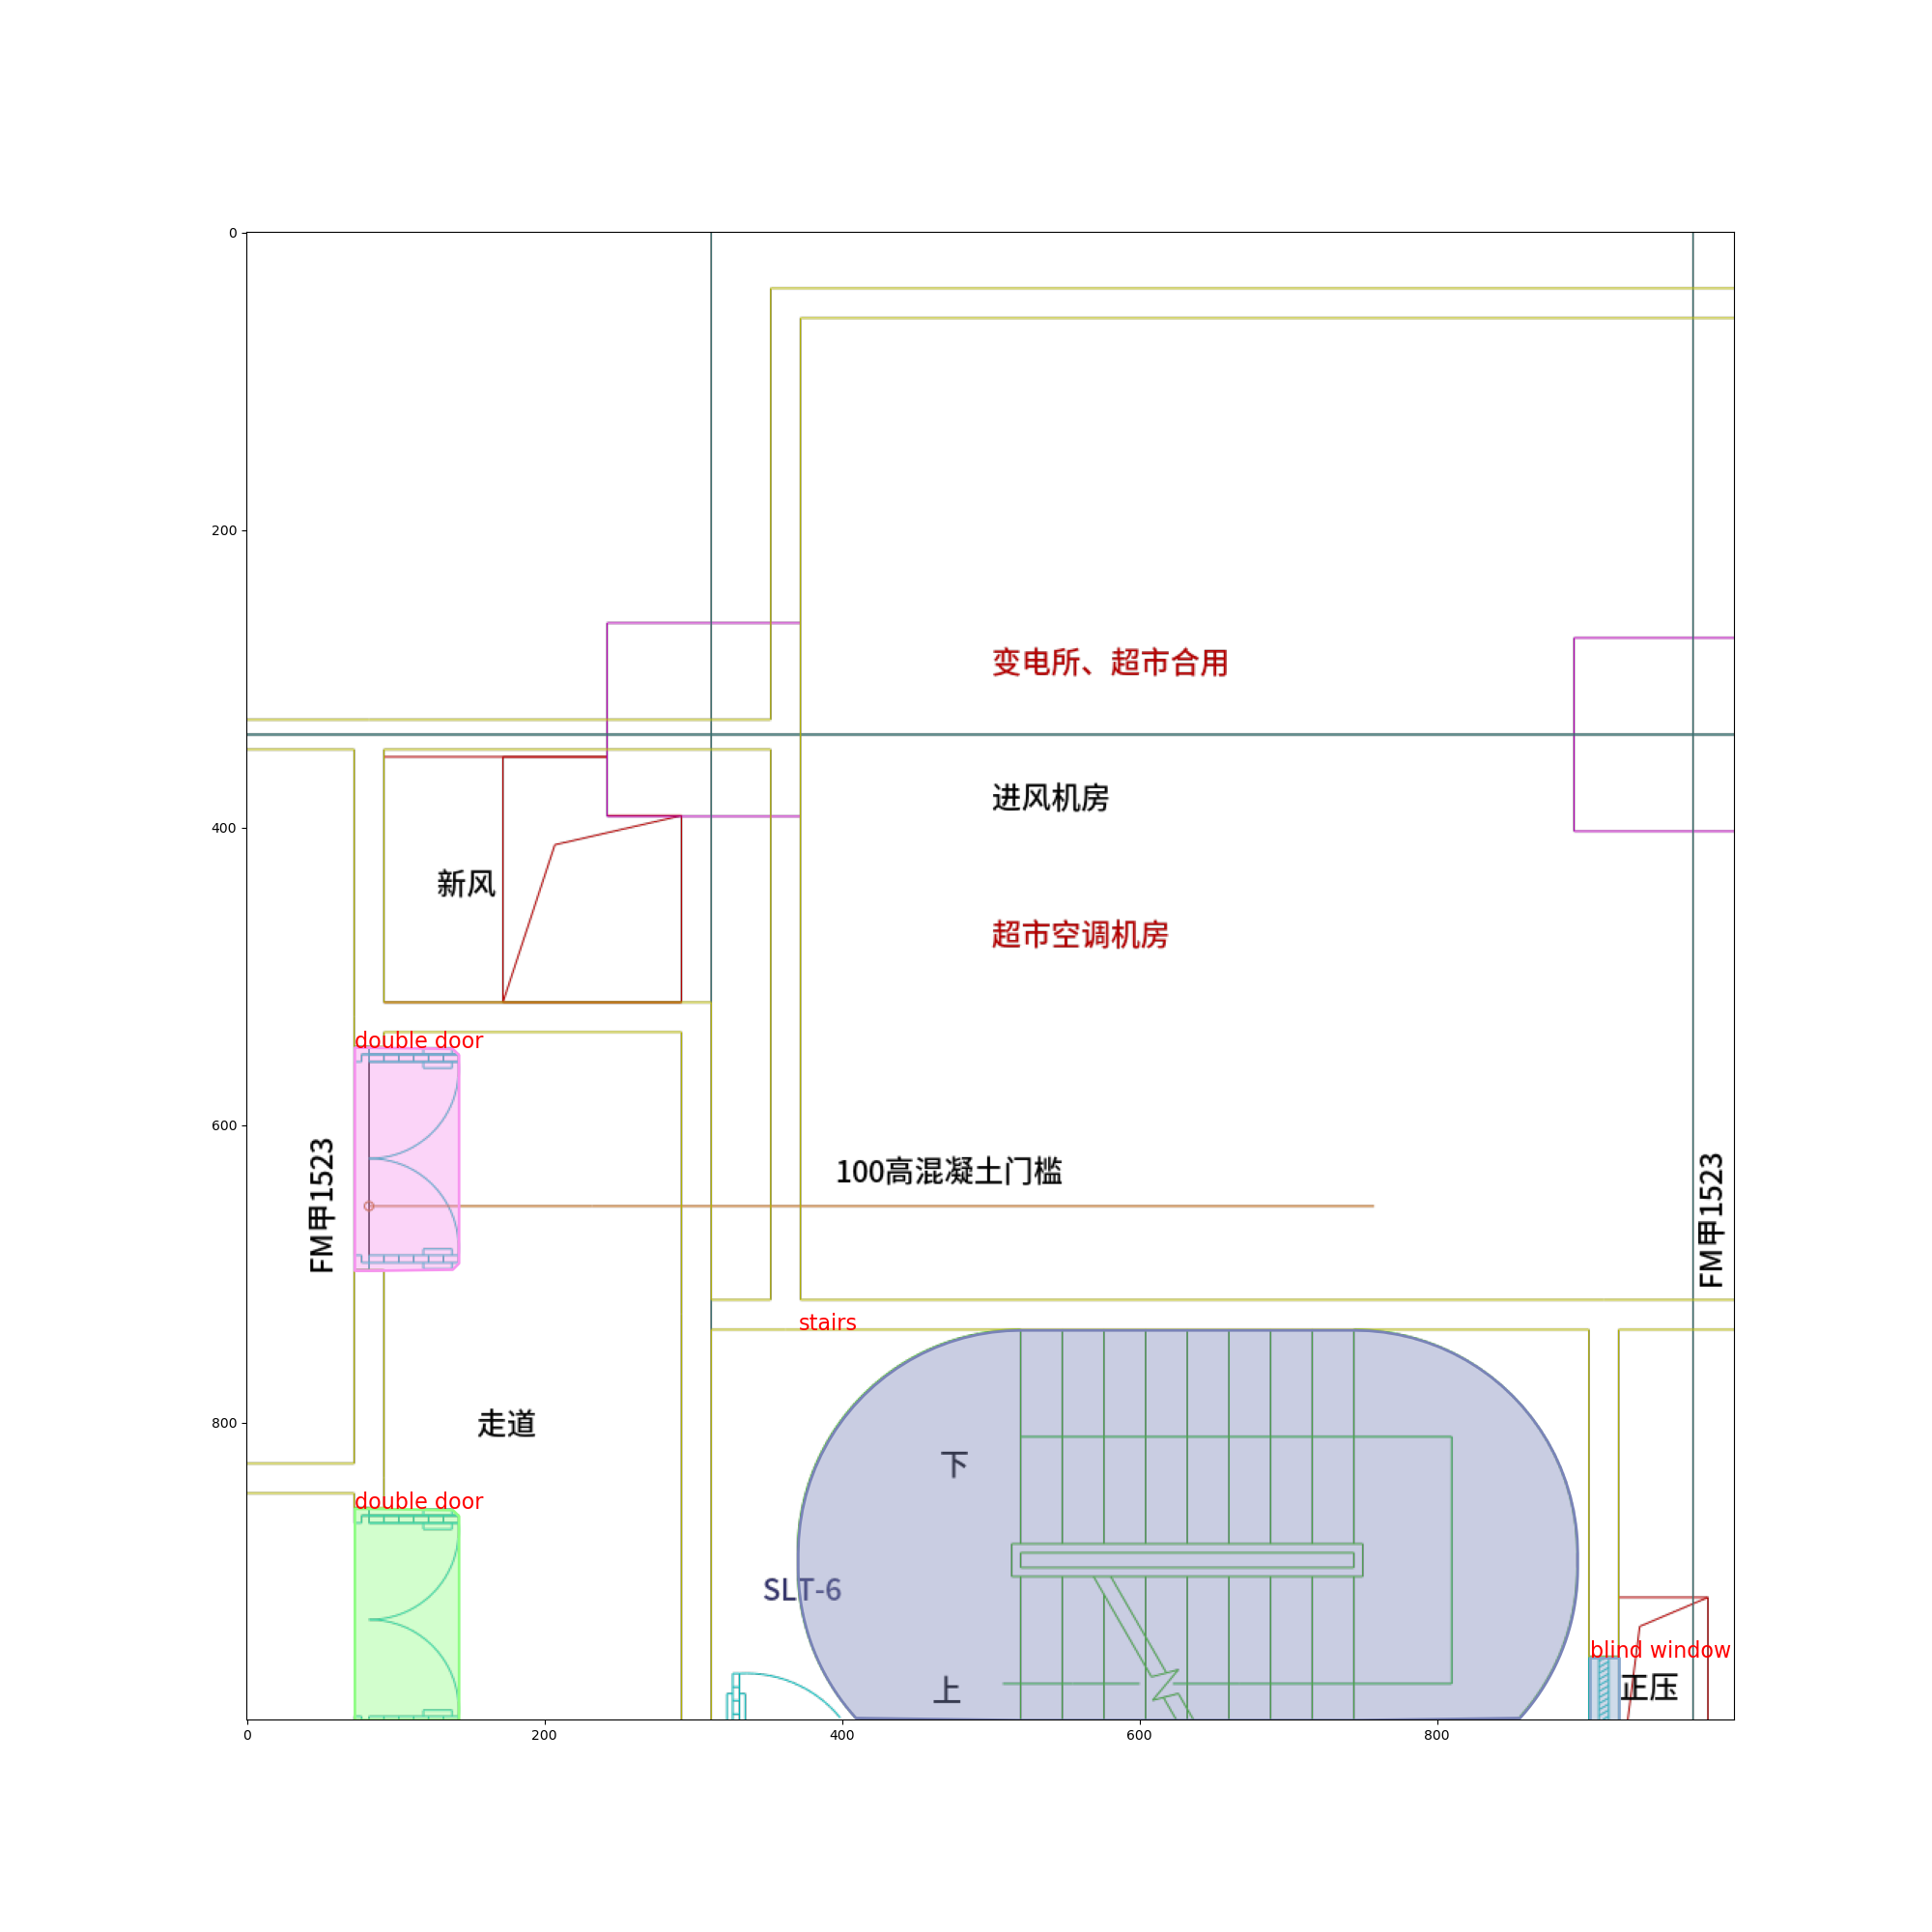 0
200
变电所、超市合用
400
进风机房
新风
超市空调机房
double door
600
FM甲1523
100高混凝土门槛
FM甲1523
stairs
800
走道
下
double door
SLT-6
blind window
上
正压
0
200
400
600
800